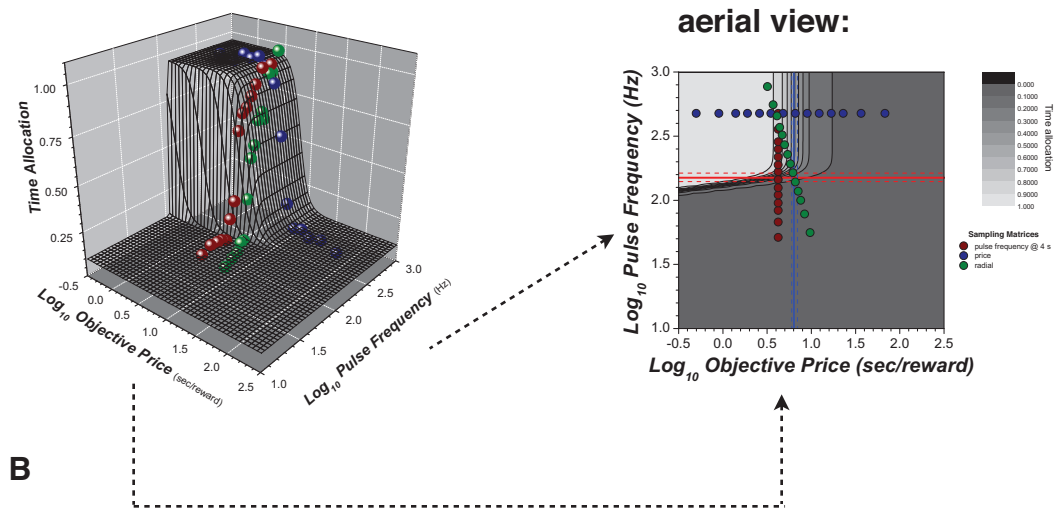 aerial view:
Time Allocation
1.00
0.75
0.50
0.25
-0.5
0.0
0.5
1.0
1.5
2.0
2.5
Log10 Objective Price (sec/reward)
1.0
1.5
2.0
2.5
3.0
Log10 Pulse Frequency (Hz)
Log10 Pulse Frequency (Hz)
3.0
2.5
2.0
1.5
1.0
-0.5 0.0 0.5 1.0 1.5 2.0 2.5
Log10 Objective Price (sec/reward)
0.000
0.1000
0.2000
0.3000
0.4000
0.5000
0.6000
0.7000
0.8000
0.9000
1.000
Time allocation
Sampling Matrices
pulse frequency @ 4 s
price
radial
B